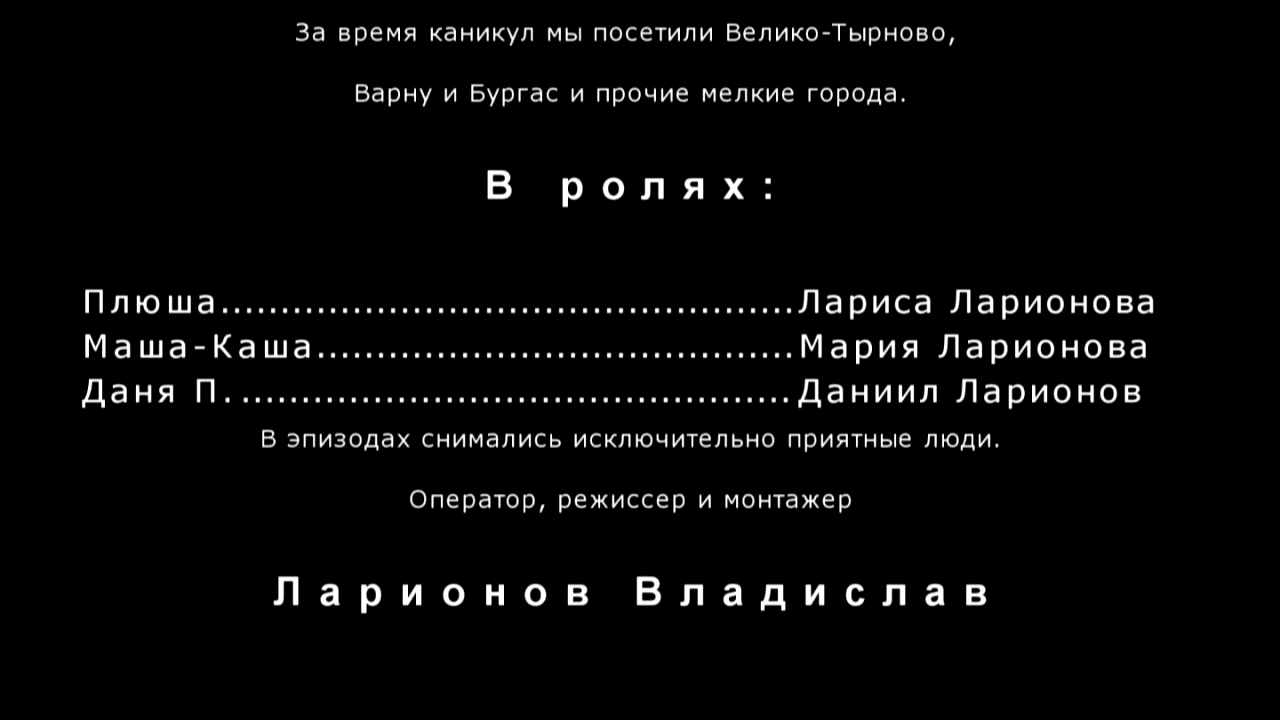 За время каникул мы посетили Велико-Тырново,
Варну и Бургас и прочие мелкие города.
В ролях:
Плюша................................................Лариса Ларионова
Маша-Каша........................................Мария Ларионова
Даня П. ..............................................Даниил Ларионов
В эпизодах снимались исключительно приятные люди.
Оператор, режиссер и монтажер
Ларионов Владислав